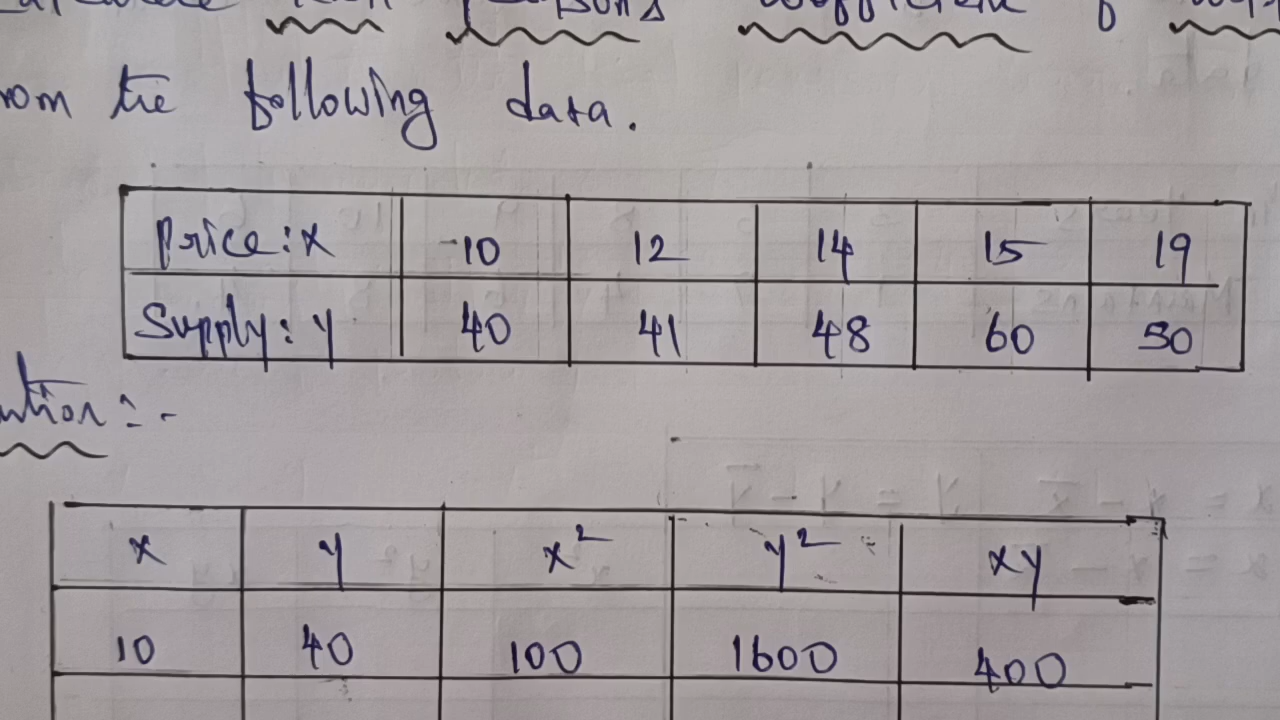 the following data.
Price:x 10 12 14 15 19
Supply: y 40 41 48 60 50
:-
x y x² y² xy
10 40 100 1600 400